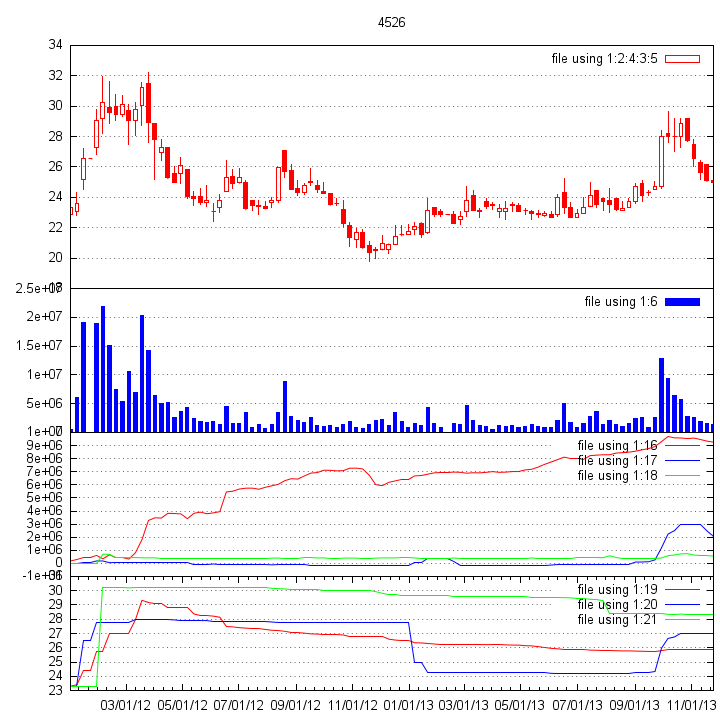 4526
34
file using 1:2:4:3:5
32
30
28
26
24
22
20
18
2.5e+07
file using 1:6
2e+07
1.5e+07
1e+07
5e+06
0
1e+07
file using 1:16
9e+06
8e+06
file using 1:17
7e+06
file using 1:18
6e+06
5e+06
4e+06
3e+06
2e+06
1e+06
0
-1e+06
31
30
file using 1:19
29
file using 1:20
28
file using 1:21
27
26
25
24
23
03/01/12 05/01/12 07/01/12 09/01/12 11/01/12 01/01/13 03/01/13 05/01/13 07/01/13 09/01/13 11/01/13